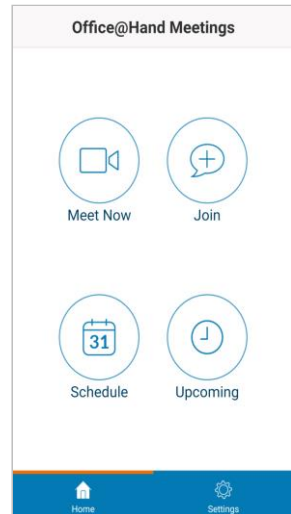 Office@Hand Meetings
Meet Now
Join
31
Schedule
Upcoming
Home
Settings